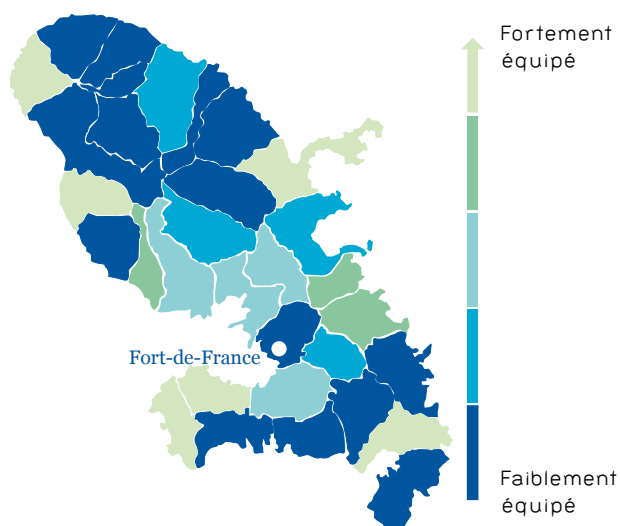 Fortement
équipé
Fort-de-France
Faiblement
équipé